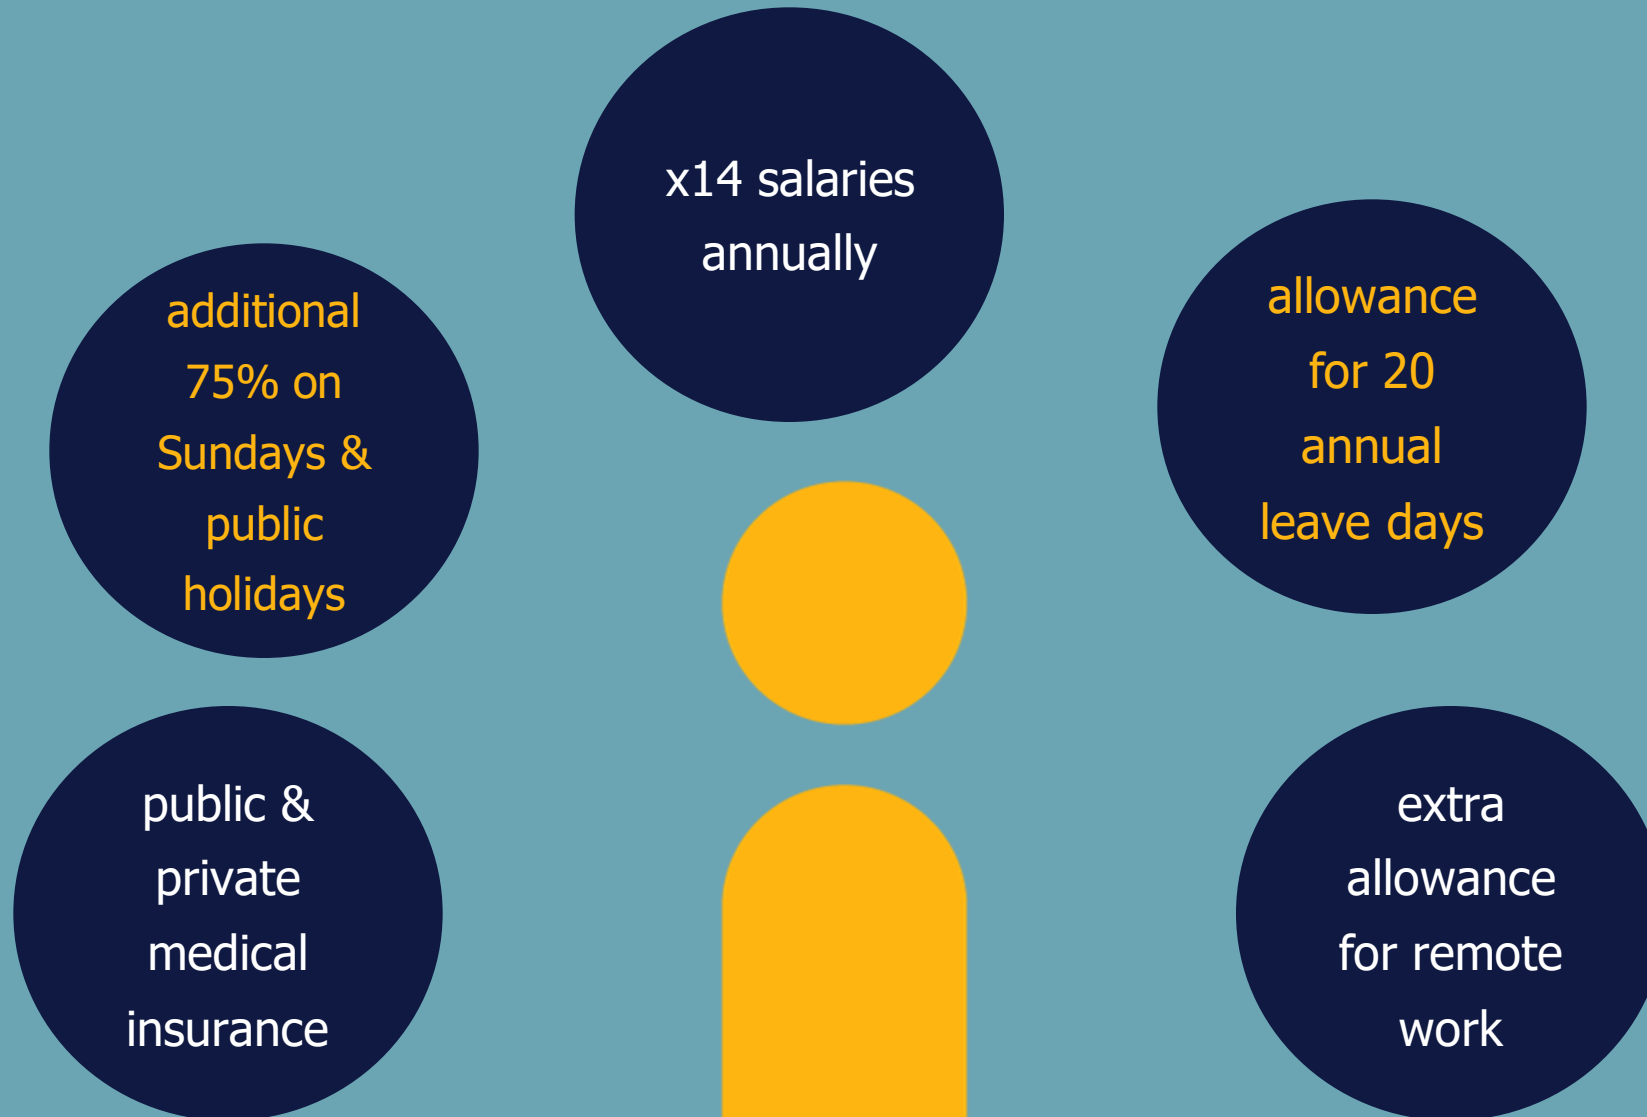 x14 salaries
annually
additional
75% on
Sundays &
public
holidays
allowance
for 20
annual
leave days
public &
private
medical
insurance
extra
allowance
for remote
work